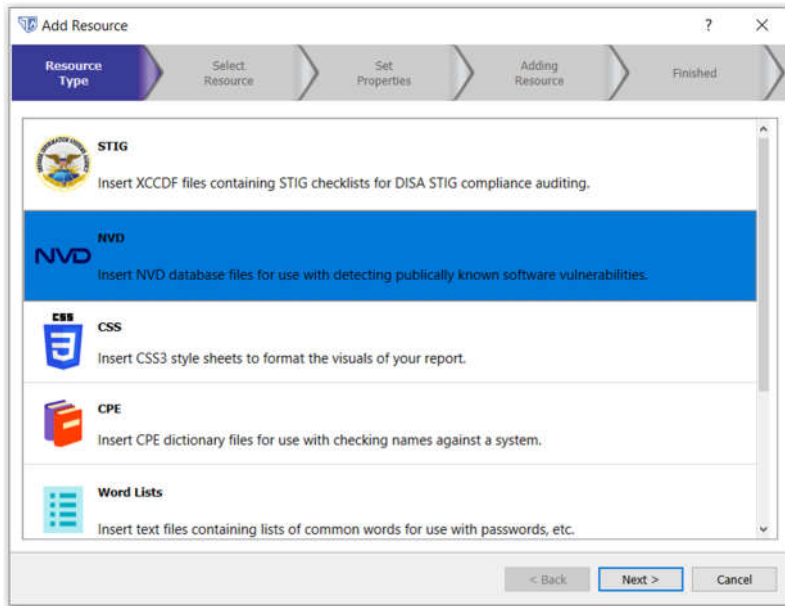 Add Resource
? 
Resource
Type
Select
Resource
Set
Properties
Adding
Resource
Finished
STIG
Insert XCCDF files containing STIG checklists for DISA STIG compliance auditing.
NVD
NVD
Insert NVD database files for use with detecting publically known software vulnerabilities.
CSS
CSS
3
Insert CSS3 style sheets to format the visuals of your report.
CPE
Insert CPE dictionary files for use with checking names against a system.
Word Lists
Insert text files containing lists of common words for use with passwords, etc.
< Back
Next >
Cancel